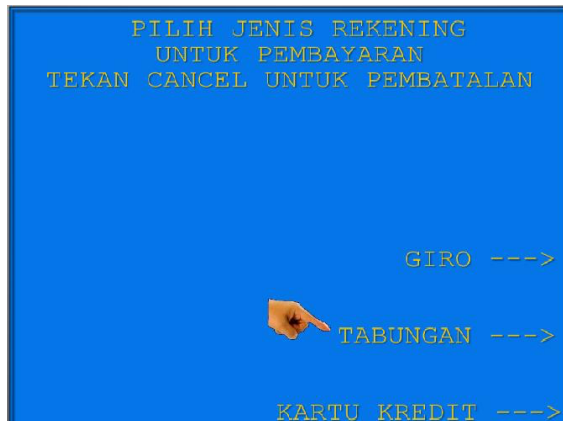 PILIH JENIS REKENING
UNTUK PEMBAYARAN
TEKAN CANCEL UNTUK PEMBATALAN
GIRO --->
TABUNGAN --->
KARTU KREDIT --->